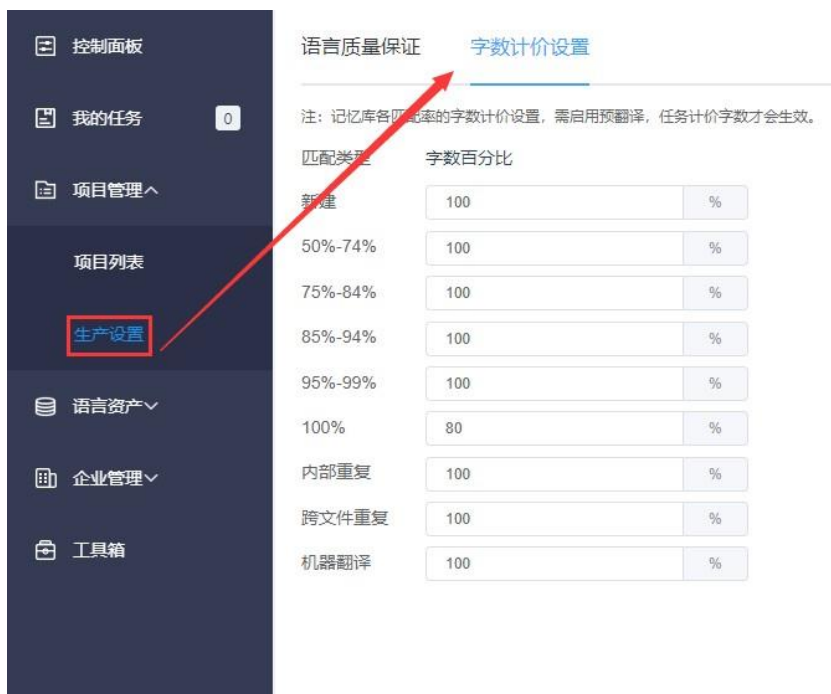 控制面板
我的任务 0
项目管理
项目列表
生产设置
语言资产
企业管理
工具箱
语言质量保证 字数计价设置
注：记忆库各匹配率的字数计价设置，需启用预翻译，任务计价字数才会生效。
匹配类型 字数百分比
新建 100 %
50%-74% 100 %
75%-84% 100 %
85%-94% 100 %
95%-99% 100 %
100% 80 %
内部重复 100 %
跨文件重复 100 %
机器翻译 100 %